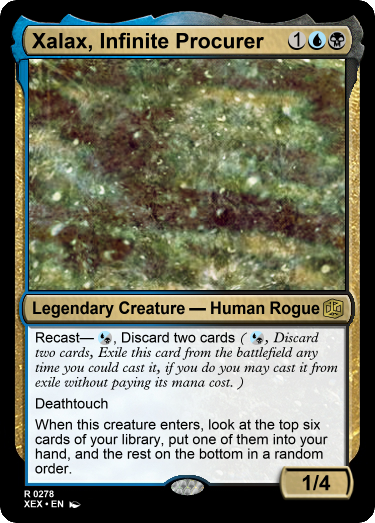 Xalax, Infinite Procurer 1
Legendary Creature — Human Rogue
Recast— , Discard two cards ( , Discard
two cards, Exile this card from the battlefield any
time you could cast it, if you do you may cast it from
exile without paying its mana cost. )
Deathtouch
When this creature enters, look at the top six
cards of your library, put one of them into your
hand, and the rest on the bottom in a random
order.
1/4
R 0278
XEX • EN